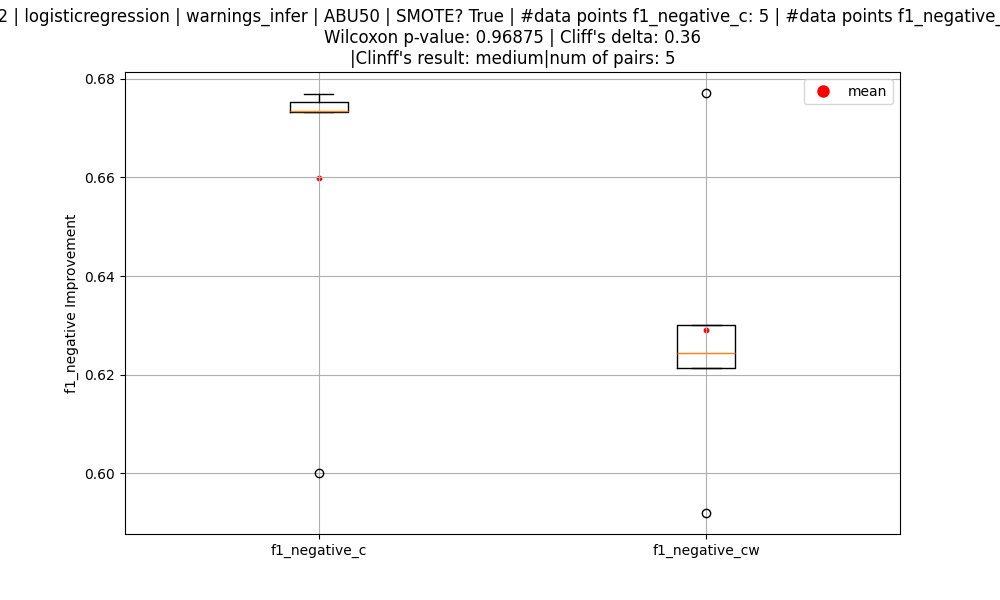 2 | logisticregression | warnings_infer | ABU50 | SMOTE? True | #data points f1_negative_c: 5 | #data points f1_negative_
Wilcoxon p-value: 0.96875 | Cliff's delta: 0.36
|Clinff's result: medium|num of pairs: 5
mean
0.68
0.66
0.64
0.62
0.60
f1_negative Improvement
f1_negative_c
f1_negative_cw